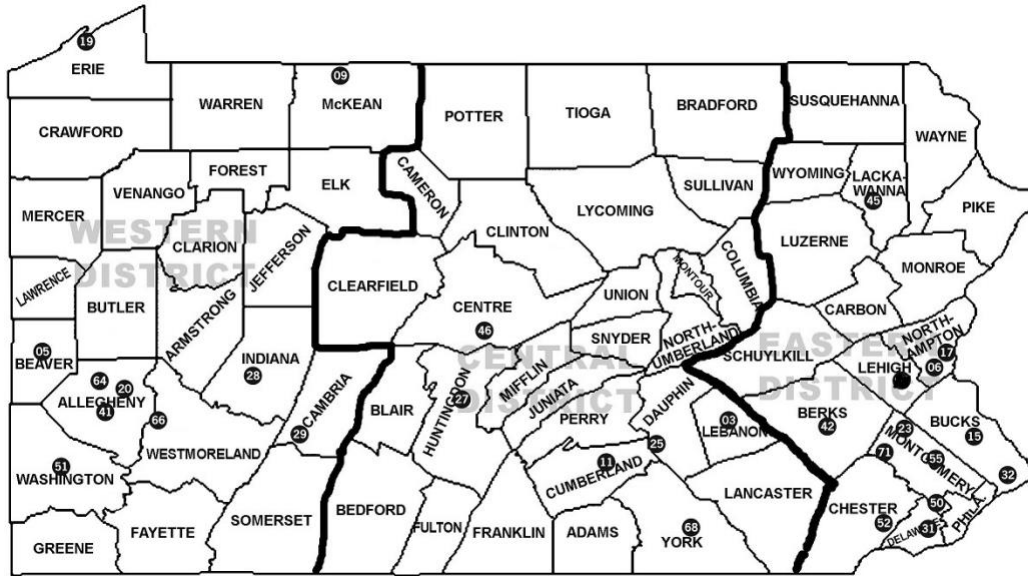 19
ERIE
09
WARREN
McKEAN
POTTER
TIOGA
BRADFORD
SUSQUEHANNA
WAYNE
CRAWFORD
FOREST
ELK
CAMERON
SULLIVAN
WYOMING
LACKA-
WANNA
45
VENANGO
MERCER
CLARION
JEFFERSON
CLINTON
LYCOMING
COLUMBIA
LUZERNE
PIKE
WESTERN
DISTRICT
MONROE
LAWRENCE
BUTLER
ARMSTRONG
CLEARFIELD
CENTRE
46
UNION
MONTOUR
CARBON
SNYDER
NORTH-
UMBERLAND
SCHUYLKILL
NORTH-
AMPTON
17
06
LEHIGH
CENTRAL
DISTRICT
EASTERN
DISTRICT
05
BEAVER
INDIANA
28
CAMBRIA
29
BLAIR
HUNTINGDON
27
MIFFLIN
JUNIATA
PERRY
DAUPHIN
25
03
LEBANON
BERKS
42
BUCKS
15
64
20
ALLEGHENY
41
66
WESTMORELAND
51
WASHINGTON
11
CUMBERLAND
23
71
55
MONTGOMERY
32
PHILA.
50
CHESTER
52
31
LANCASTER
GREENE
FAYETTE
SOMERSET
BEDFORD
FULTON
FRANKLIN
ADAMS
68
YORK